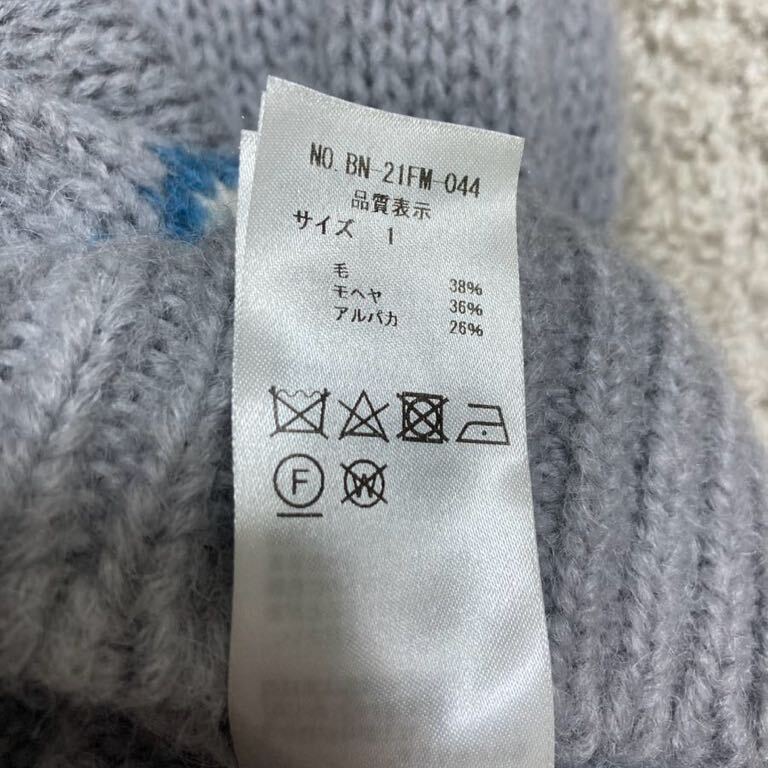 NO. BN-21FM-044
品質表示
サイズ 1
毛 38%
モヘヤ 36%
アルパカ 26%
F W